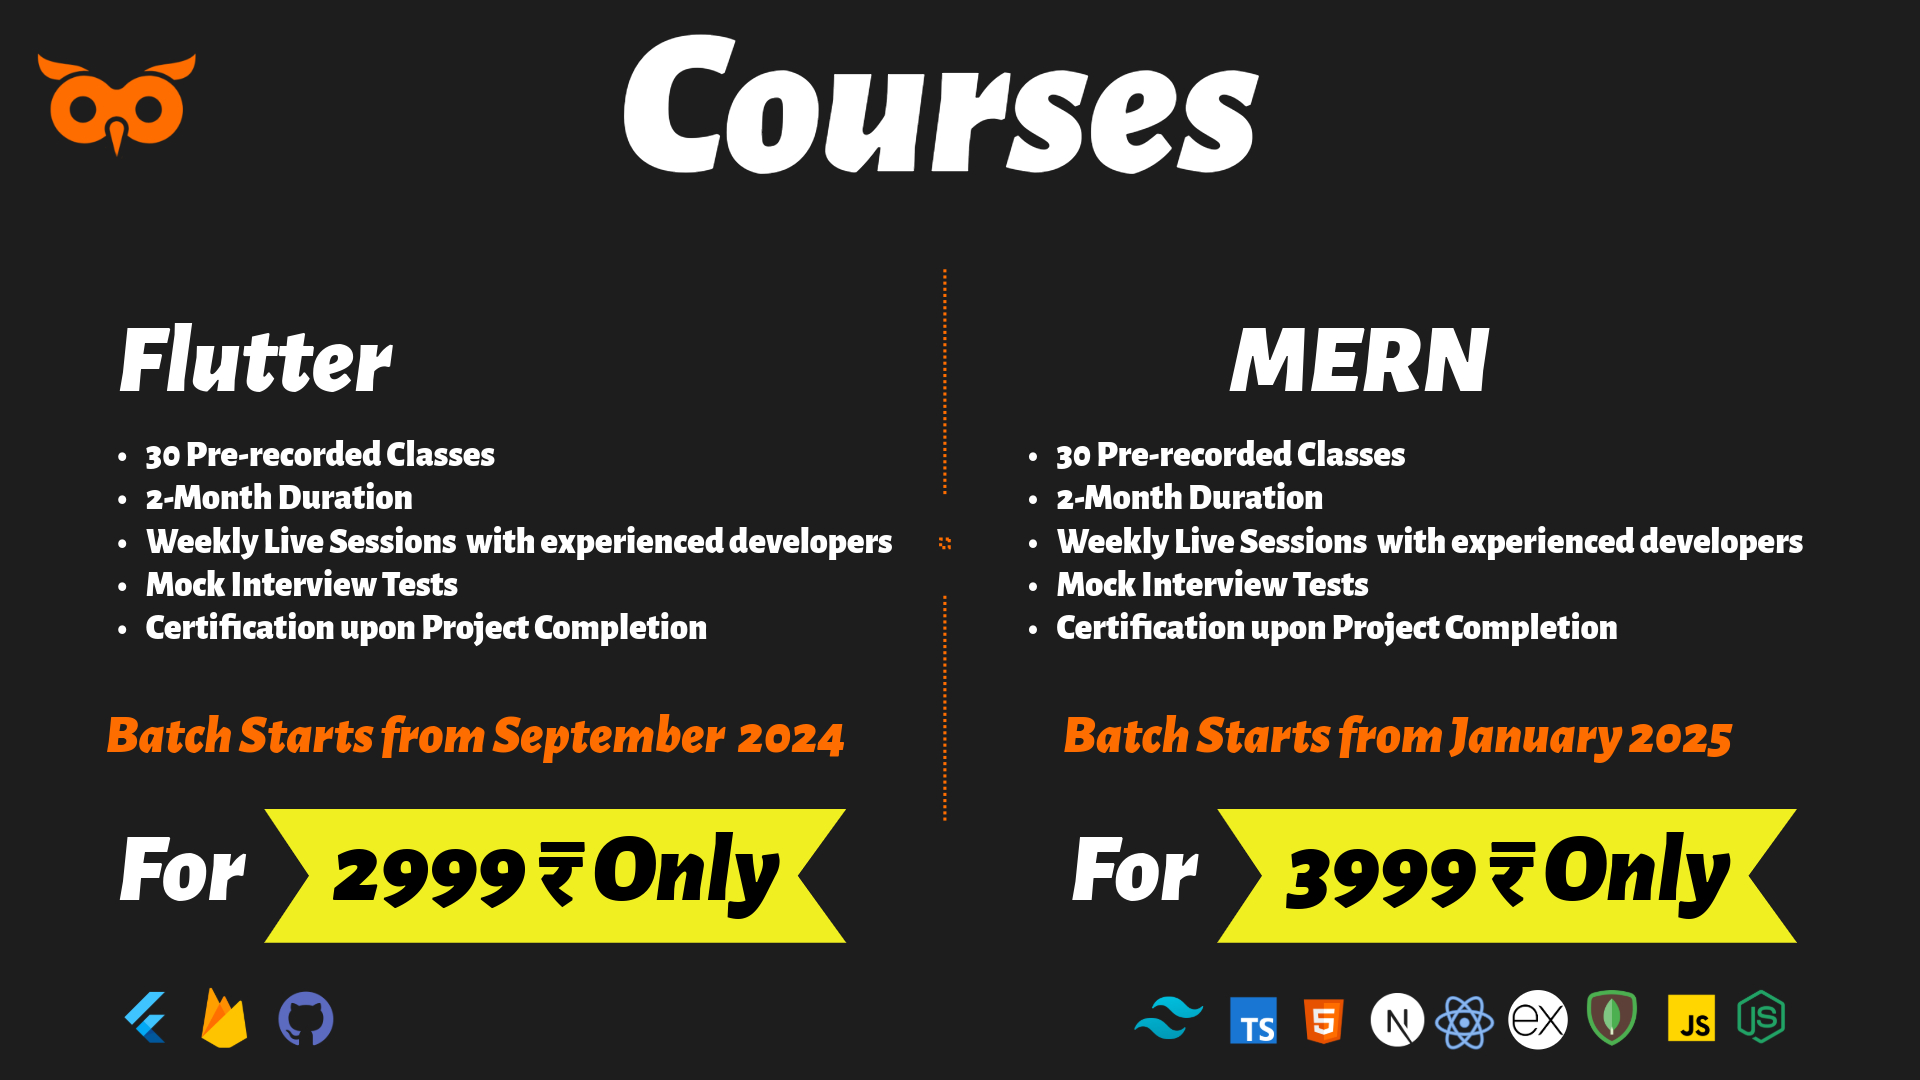 Courses
Flutter
• 30 Pre-recorded Classes
• 2-Month Duration
• Weekly Live Sessions with experienced developers
• Mock Interview Tests
• Certification upon Project Completion
Batch Starts from September 2024
For 2999 ₹ Only
MERN
• 30 Pre-recorded Classes
• 2-Month Duration
• Weekly Live Sessions with experienced developers
• Mock Interview Tests
• Certification upon Project Completion
Batch Starts from January 2025
For 3999 ₹ Only
TS 5 N ex JS JS